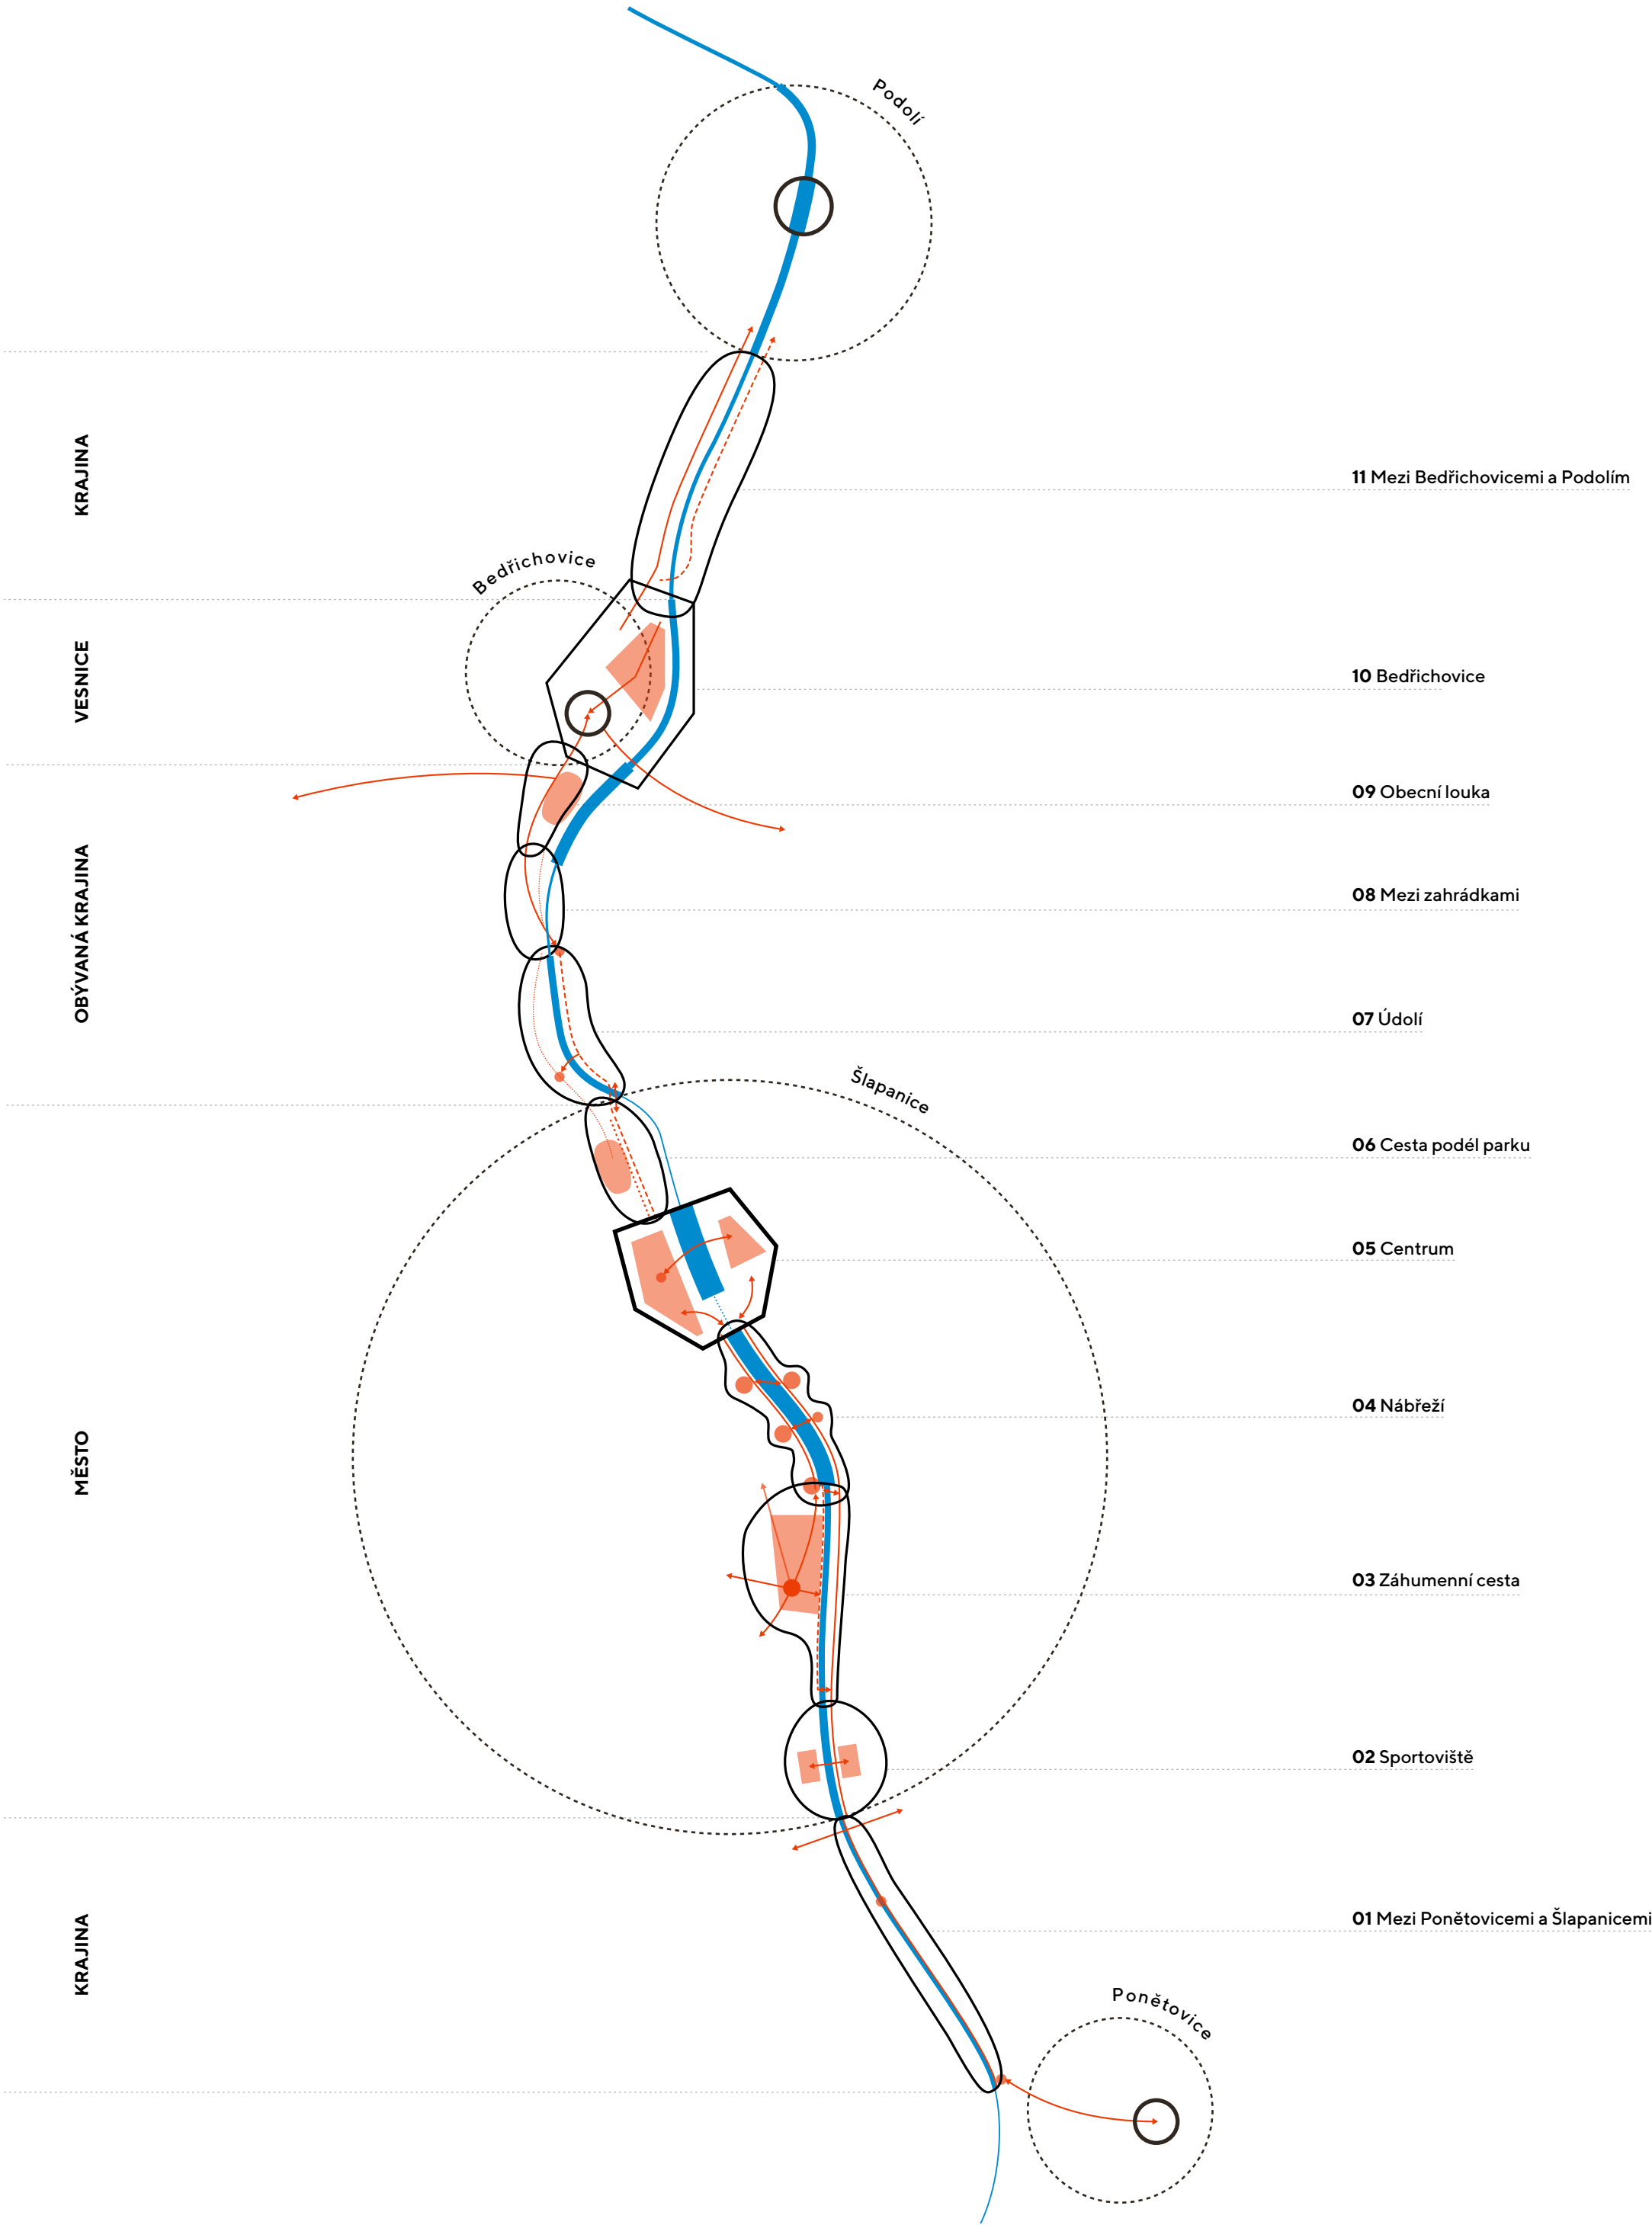 Podolí
KRAJINA
11 Mezi Bedřichovicemi a Podolím
Bedřichovice
VESNICE
10 Bedřichovice
09 Obecní louka
OBÝVANÁ KRAJINA
08 Mezi zahrádkami
07 Údolí
Šlapanice
06 Cesta podél parku
05 Centrum
MĚSTO
04 Nábřeží
03 Záhumenní cesta
02 Sportoviště
KRAJINA
01 Mezi Ponětovicemi a Šlapanicemi
Ponětovice